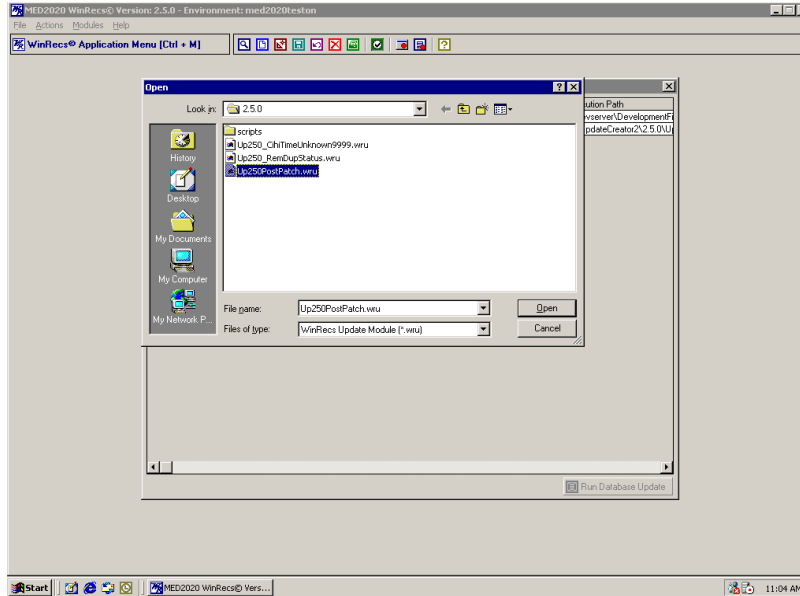 MED2020 WinRecs© Version: 2.5.0 - Environment: med2020teston
File Actions Modules Help
WinRecs© Application Menu [Ctrl + M]
Open
Look in: 2.5.0
ution Path
vserver\DevelopmentFi
pdateCreator2\2.5.0\U
History
Desktop
My Documents
My Computer
My Network P...
scripts
Up250_CihiTimeUnknown9999.wru
Up250_RemDupStatus.wru
Up250PostPatch.wru
File name: Up250PostPatch.wru Open
Files of type: WinRecs Update Module (*.wru) Cancel
Run Database Update
Start MED2020 WinRecs© Vers... 11:04 AM